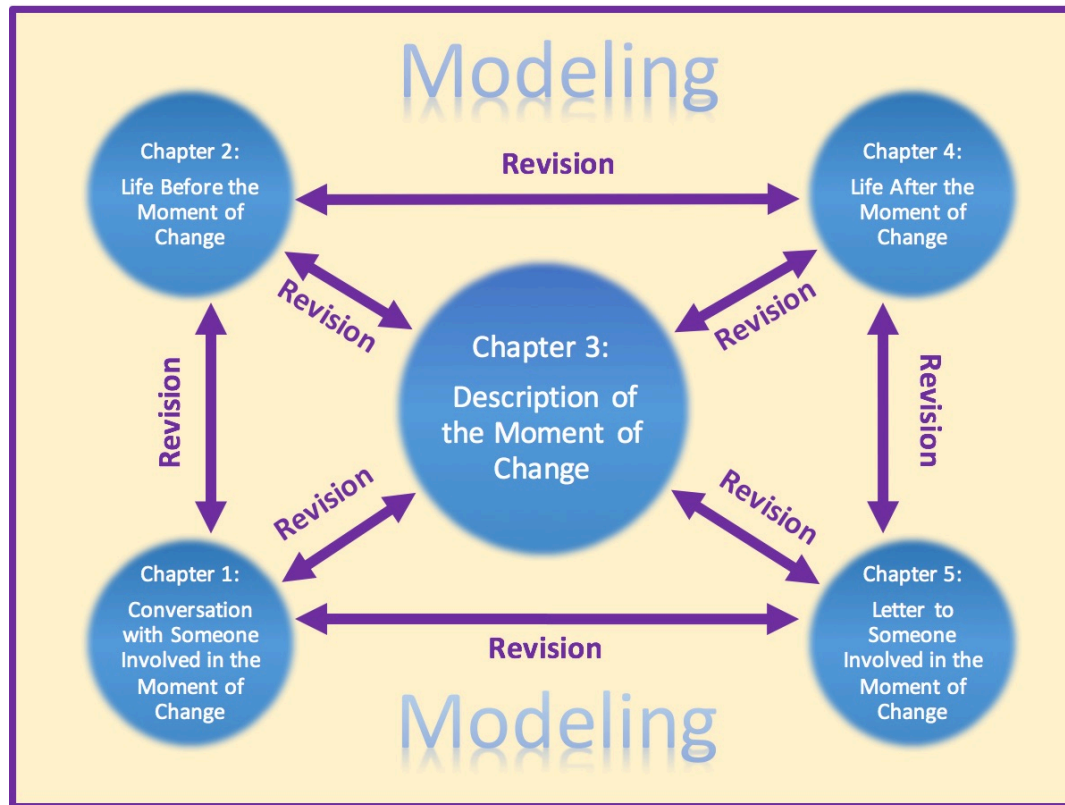 Modeling
Chapter 2:
Life Before the
Moment of
Change
Revision
Chapter 4:
Life After the
Moment of
Change
Revision
Revision
Revision
Chapter 3:
Description of
the Moment of
Change
Revision
Revision
Revision
Chapter 1:
Conversation
with Someone
Involved in the
Moment of
Change
Revision
Chapter 5:
Letter to
Someone
Involved in the
Moment of
Change
Modeling